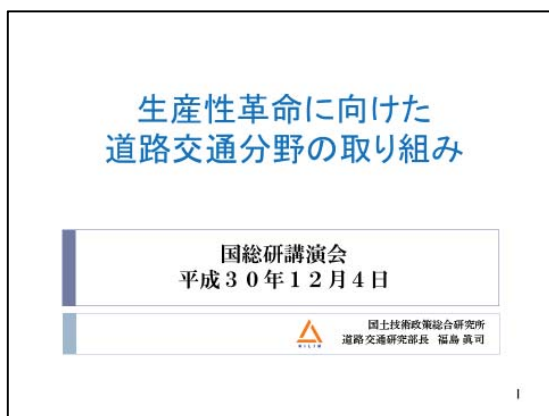 生産性革命に向けた
道路交通分野の取り組み
国総研講演会
平成３０年１２月４日
NILIM
国土技術政策総合研究所
道路交通研究部長 福島 眞司
1